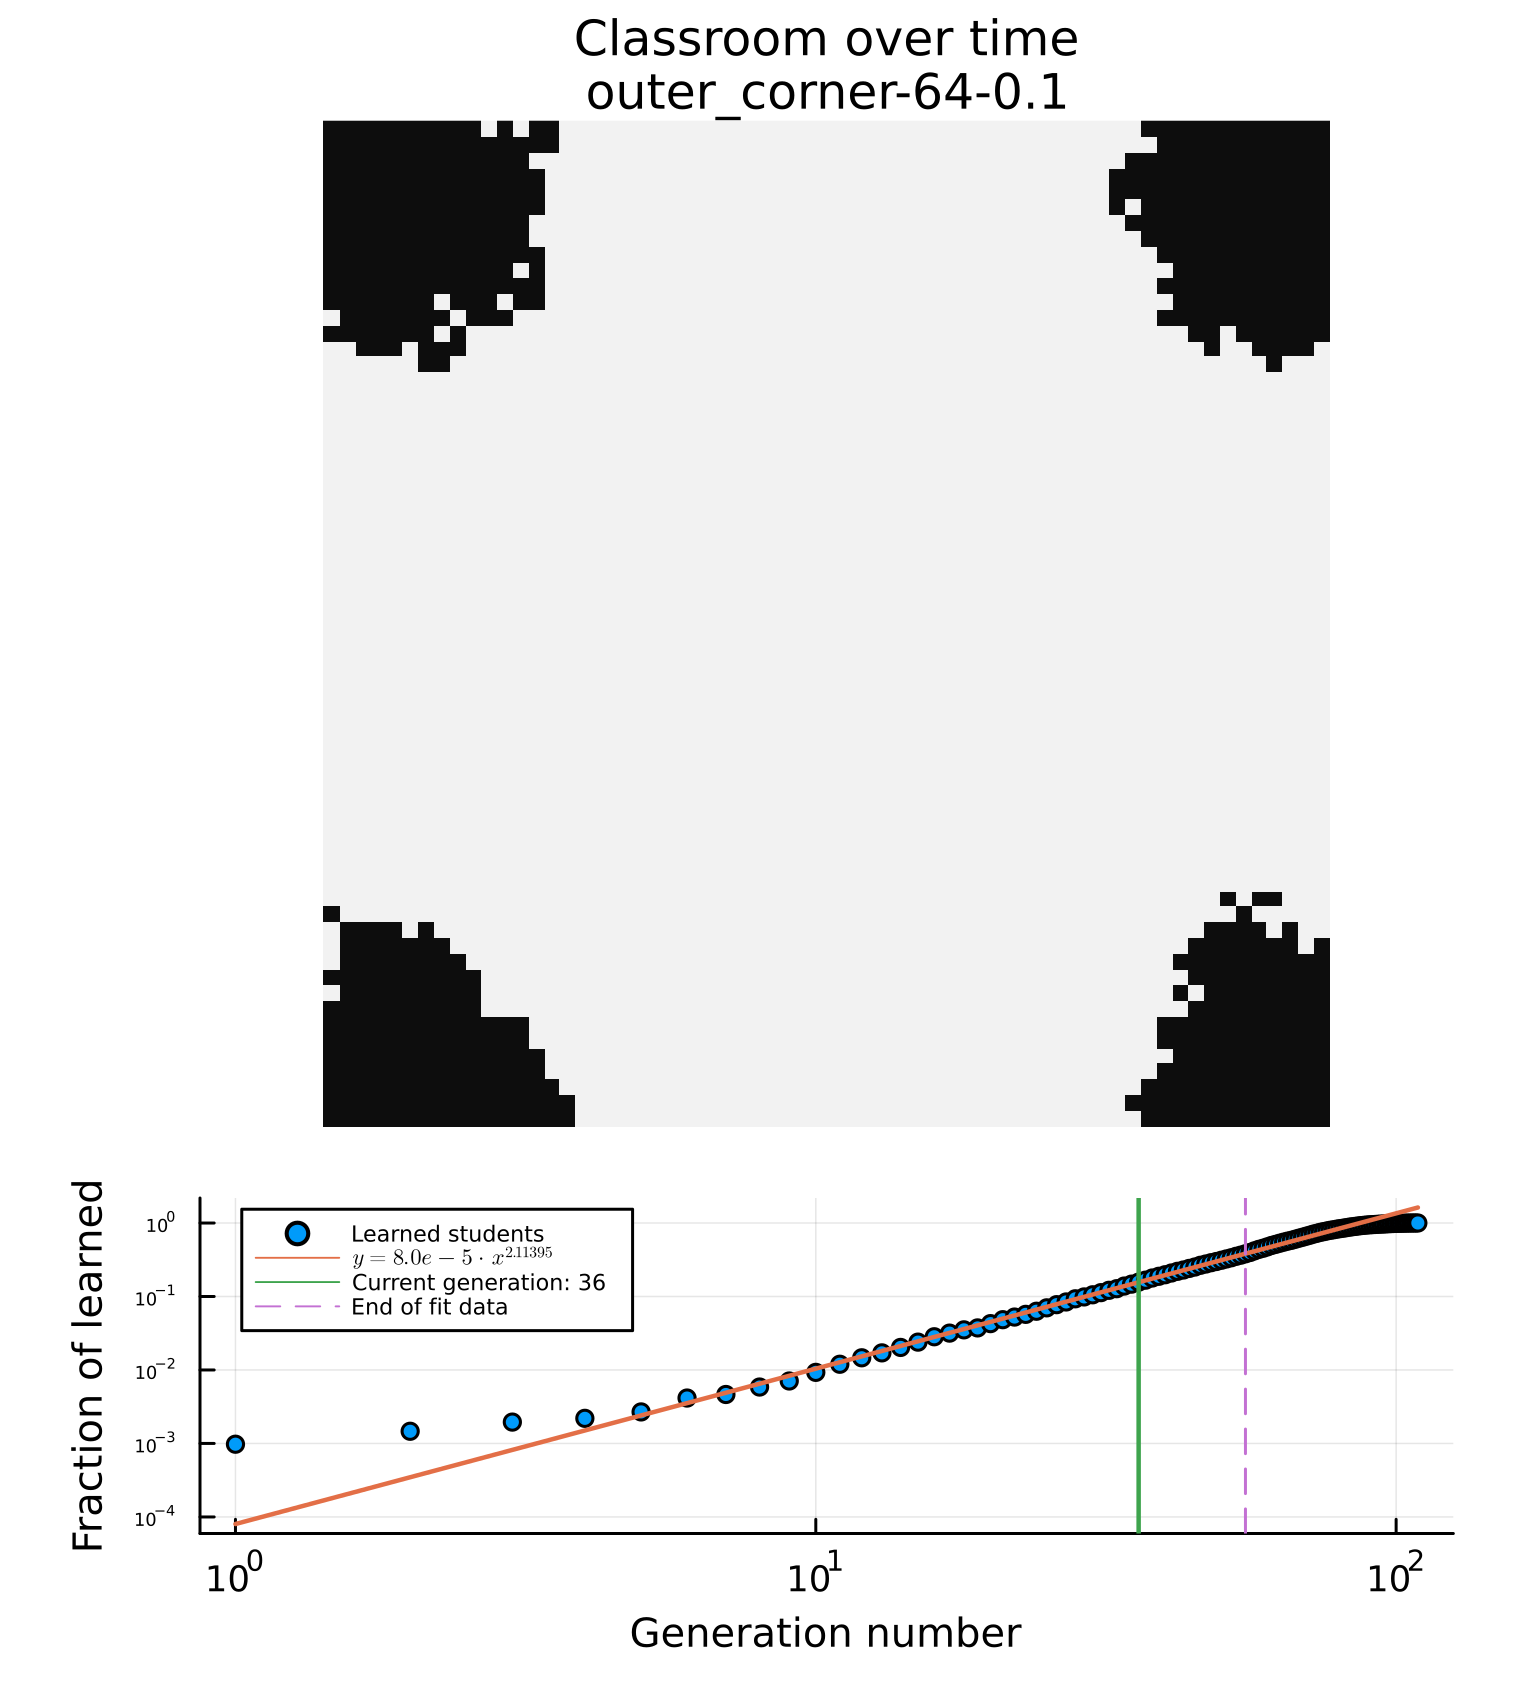 Classroom over time
outer_corner-64-0.1
Fraction of learned
10^0
10^-1
10^-2
10^-3
10^-4
Learned students
y = 8.0e − 5 · x^2.11395
Current generation: 36
End of fit data
10^0 10^1 10^2
Generation number